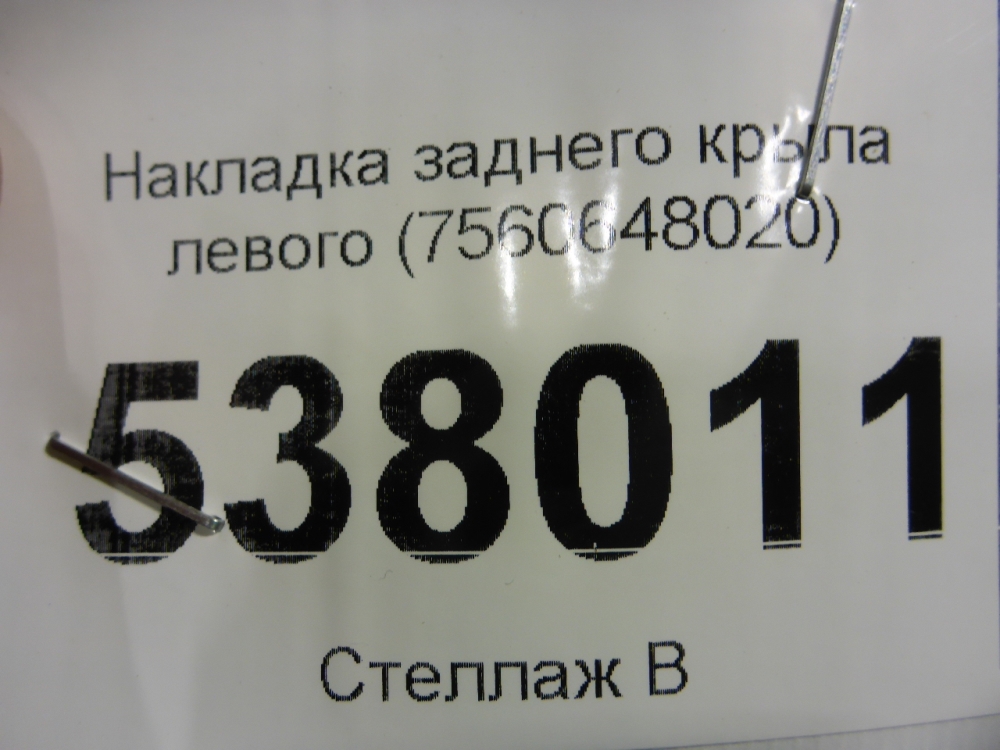 Накладка заднего крыла
левого (7560648020)
538011
Стеллаж В